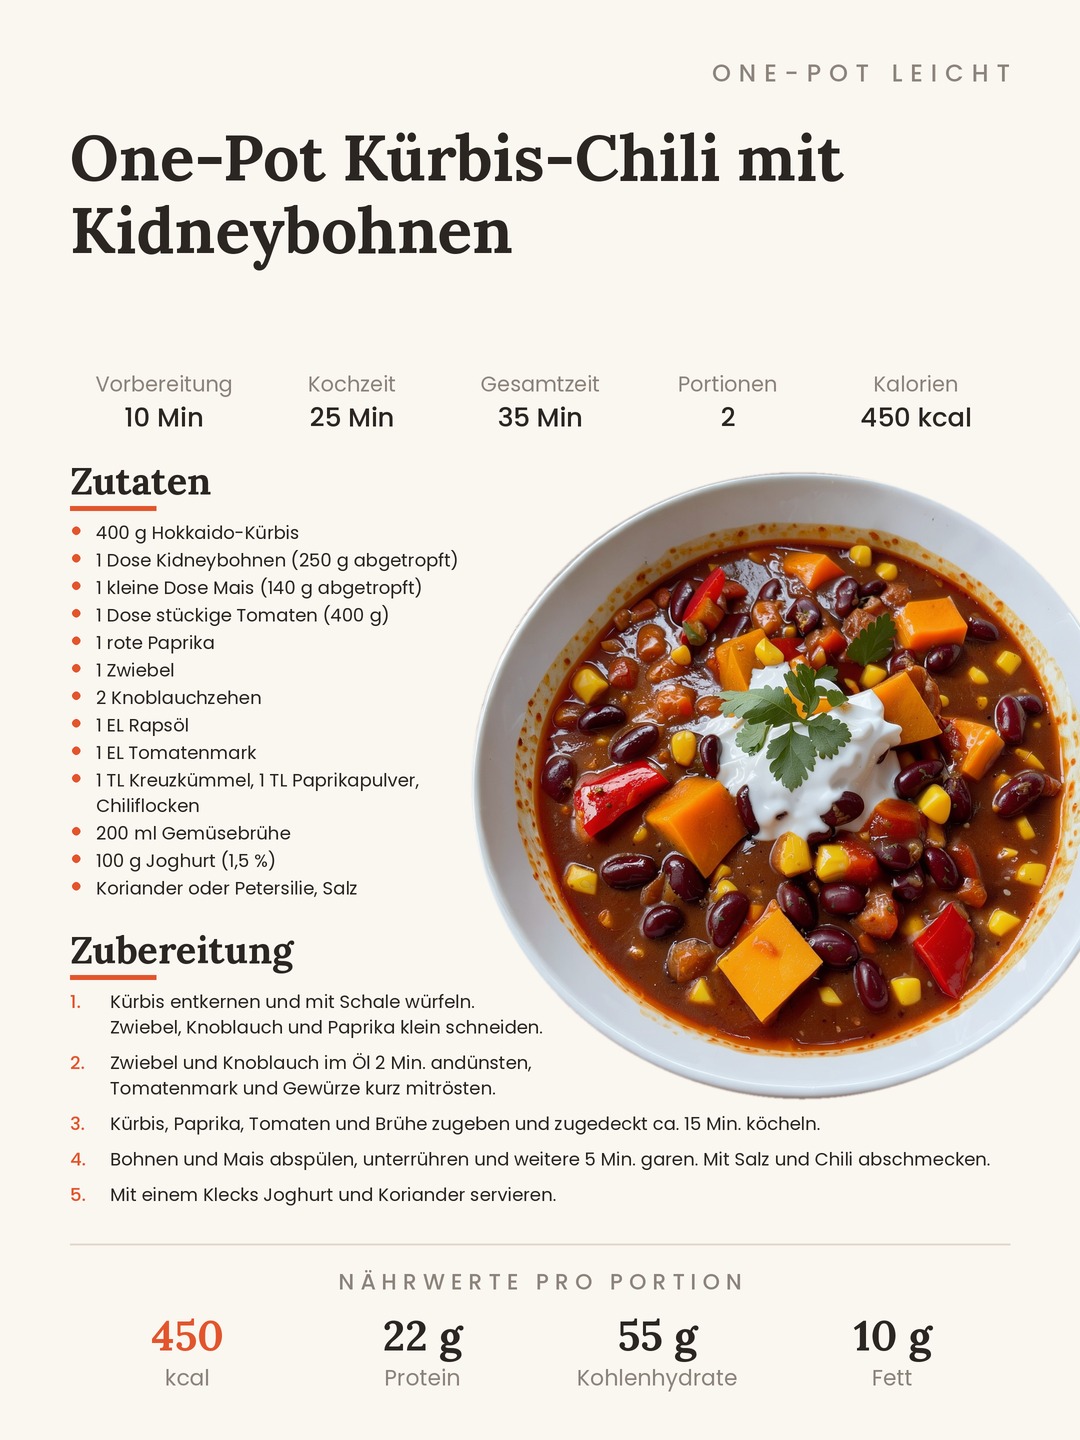 ONE-POT LEICHT
One-Pot Kürbis-Chili mit
Kidneybohnen
Vorbereitung
10 Min
Kochzeit
25 Min
Gesamtzeit
35 Min
Portionen
2
Kalorien
450 kcal
Zutaten
400 g Hokkaido-Kürbis
1 Dose Kidneybohnen (250 g abgetropft)
1 kleine Dose Mais (140 g abgetropft)
1 Dose stückige Tomaten (400 g)
1 rote Paprika
1 Zwiebel
2 Knoblauchzehen
1 EL Rapsöl
1 EL Tomatenmark
1 TL Kreuzkümmel, 1 TL Paprikapulver,
Chiliflocken
200 ml Gemüsebrühe
100 g Joghurt (1,5 %)
Koriander oder Petersilie, Salz
Zubereitung
1. Kürbis entkernen und mit Schale würfeln.
Zwiebel, Knoblauch und Paprika klein schneiden.
2. Zwiebel und Knoblauch im Öl 2 Min. andünsten,
Tomatenmark und Gewürze kurz mitrösten.
3. Kürbis, Paprika, Tomaten und Brühe zugeben und zugedeckt ca. 15 Min. köcheln.
4. Bohnen und Mais abspülen, unterrühren und weitere 5 Min. garen. Mit Salz und Chili abschmecken.
5. Mit einem Klecks Joghurt und Koriander servieren.
NÄHRWERTE PRO PORTION
450
kcal
22 g
Protein
55 g
Kohlenhydrate
10 g
Fett